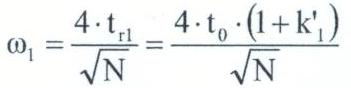 ω₁ = 4 · t_r1 / √N = 4 · t₀ · (1 + k'₁) / √N